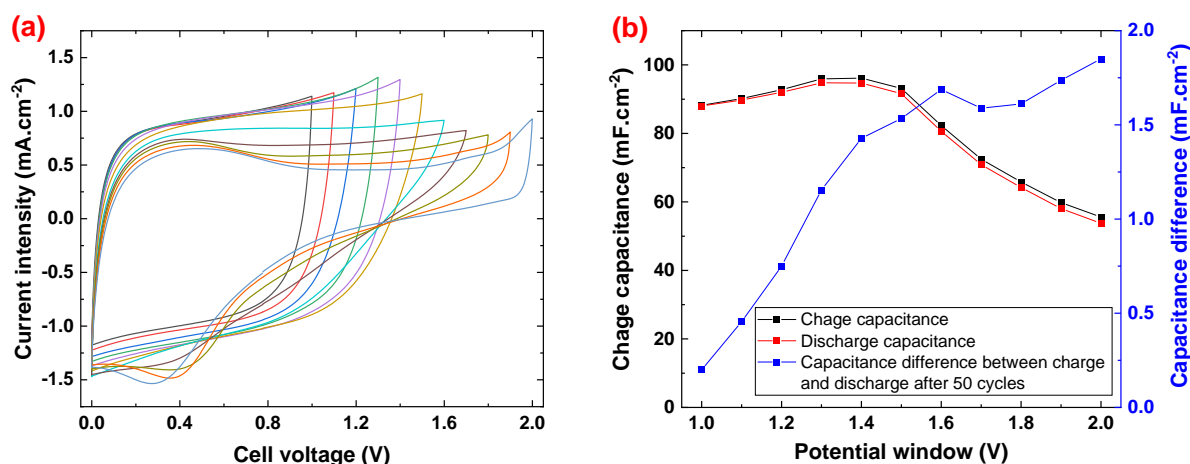 (a)
Current intensity (mA.cm-2)
1.5
1.0
0.5
0.0
-0.5
-1.0
-1.5
0.0 0.4 0.8 1.2 1.6 2.0
Cell voltage (V)
(b)
Chage capacitance (mF.cm-2)
100
80
60
40
20
0
Chage capacitance
Discharge capacitance
Capacitance difference between charge
and discharge after 50 cycles
1.0 1.2 1.4 1.6 1.8 2.0
Potential window (V)
2.0
1.5
1.0
0.5
0.0
Capacitance difference (mF.cm-2)